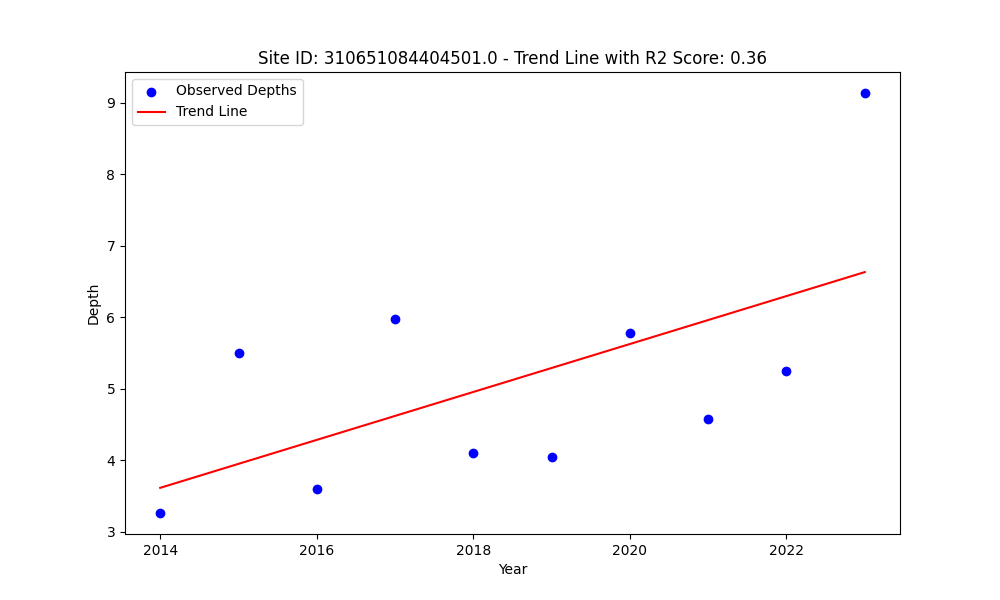 Site ID: 310651084404501.0 - Trend Line with R2 Score: 0.36
Observed Depths
Trend Line
9
8
7
6
5
4
3
Depth
2014 2016 2018 2020 2022
Year